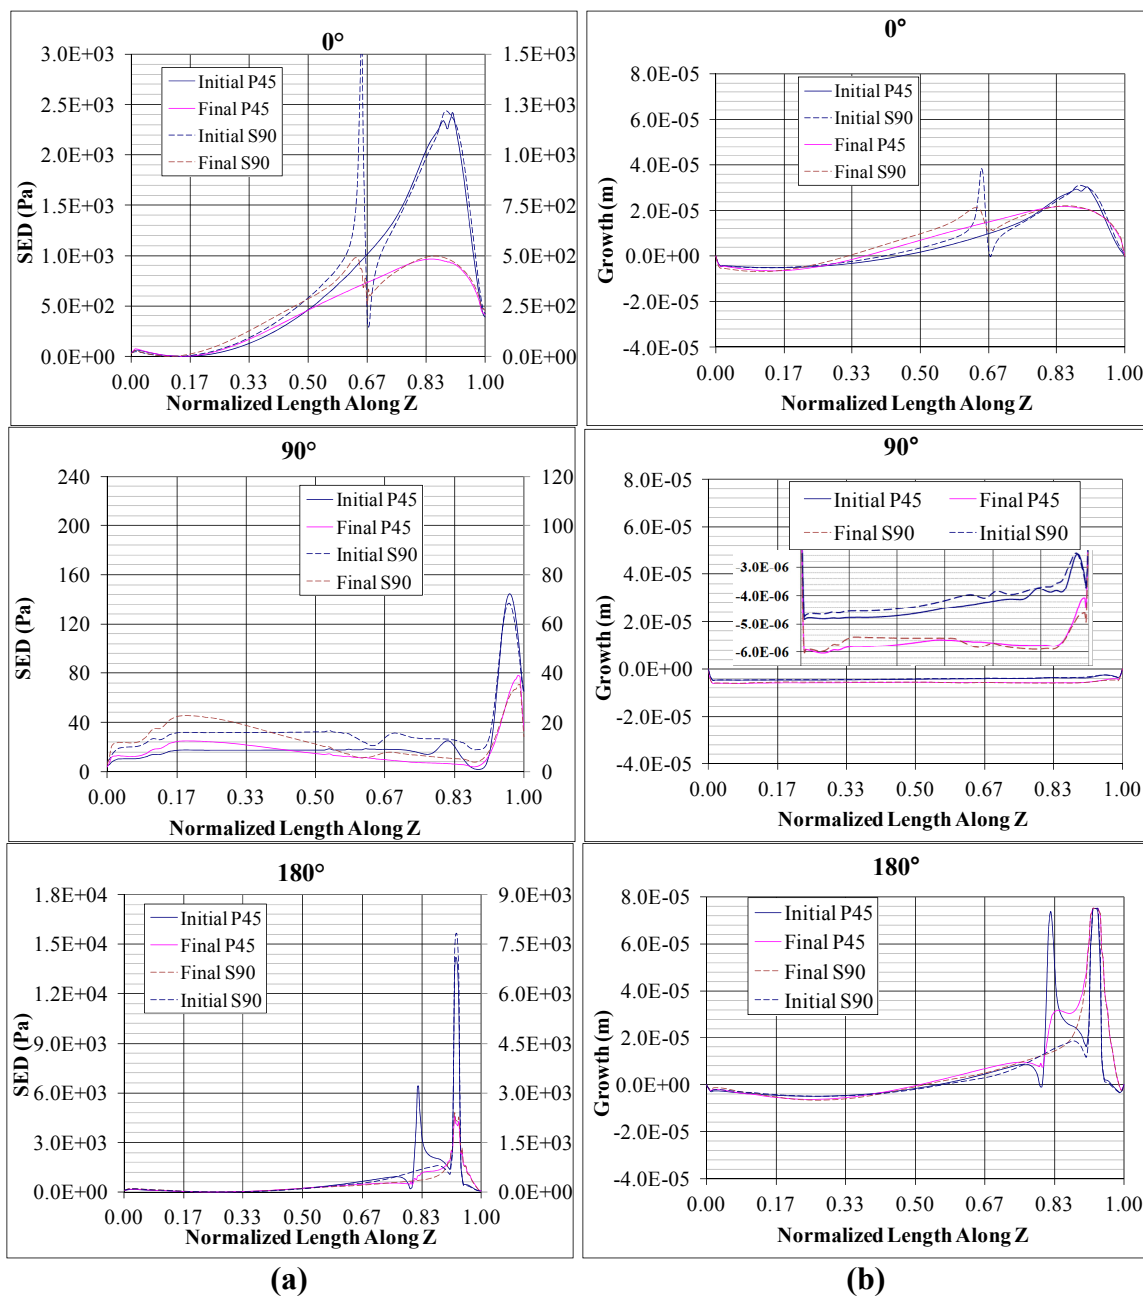 0°
3.0E+03
2.5E+03
2.0E+03
1.5E+03
1.0E+03
5.0E+02
0.0E+00
1.5E+03
1.2E+03
1.0E+03
7.5E+02
5.0E+02
2.5E+02
0.0E+00
SED (Pa)
Initial P45
Final P45
Initial S90
Final S90
0.00 0.17 0.33 0.50 0.67 0.83 1.00
Normalized Length Along Z
0°
8.0E-05
6.0E-05
4.0E-05
2.0E-05
0.0E+00
-2.0E-05
-4.0E-05
Growth (m)
Initial P45
Initial S90
Final P45
Final S90
0.00 0.17 0.33 0.50 0.67 0.83 1.00
Normalized Length Along Z
90°
240
200
160
120
80
40
0
120
100
80
60
40
20
0
SED (Pa)
Initial P45
Final P45
Initial S90
Final S90
0.00 0.17 0.33 0.50 0.67 0.83 1.00
Normalized Length Along Z
90°
8.0E-05
6.0E-05
4.0E-05
2.0E-05
0.0E+00
-2.0E-05
-4.0E-05
Growth (m)
Initial P45 Final P45
Final S90 Initial S90
-3.0E-06
-4.0E-06
-5.0E-06
-6.0E-06
0.00 0.17 0.33 0.50 0.67 0.83 1.00
Normalized Length Along Z
180°
1.8E+04
1.5E+04
1.2E+04
9.0E+03
6.0E+03
3.0E+03
0.0E+00
9.0E+03
7.5E+03
6.0E+03
4.5E+03
3.0E+03
1.5E+03
0.0E+00
SED (Pa)
Initial P45
Final P45
Final S90
Initial S90
0.00 0.17 0.33 0.50 0.67 0.83 1.00
Normalized Length Along Z
180°
8.0E-05
6.0E-05
4.0E-05
2.0E-05
0.0E+00
-2.0E-05
-4.0E-05
Growth (m)
Initial P45
Final P45
Final S90
Initial S90
0.00 0.17 0.33 0.50 0.67 0.83 1.00
Normalized Length Along Z
(a)
(b)